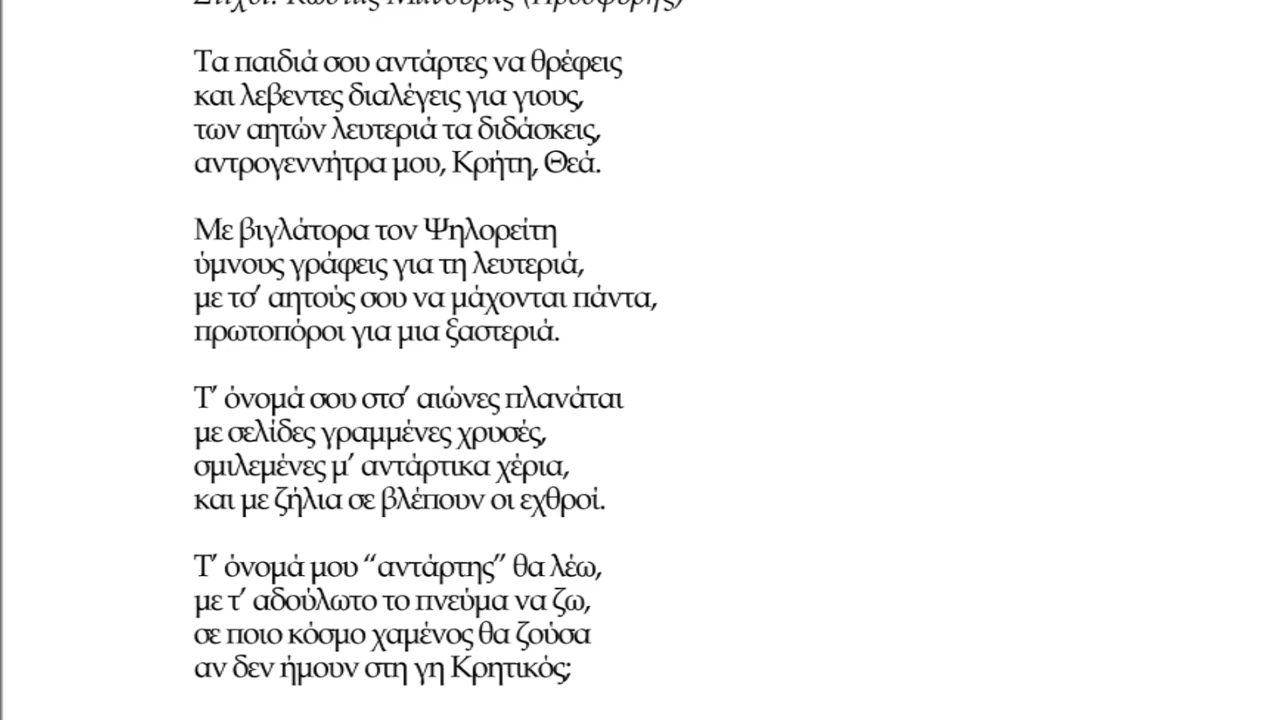 Στίχοι: Κώστας Μανουράς (Προσφύρης)
Τα παιδιά σου αντάρτες να θρέφεις
και λεβεντες διαλέγεις για γιους,
των αητών λευτεριά τα διδάσκεις,
αντρογεννήτρα μου, Κρήτη, Θεά.
Με βιγλάτορα τον Ψηλορείτη
ύμνους γράφεις για τη λευτεριά,
με τσ’ αητούς σου να μάχονται πάντα,
πρωτοπόροι για μια ξαστεριά.
Τ’ όνομά σου στσ’ αιώνες πλανάται
με σελίδες γραμμένες χρυσές,
σμιλεμένες μ’ αντάρτικα χέρια,
και με ζήλια σε βλέπουν οι εχθροί.
Τ’ όνομά μου “αντάρτης” θα λέω,
με τ’ αδούλωτο το πνεύμα να ζω,
σε ποιο κόσμο χαμένος θα ζούσα
αν δεν ήμουν στη γη Κρητικός;